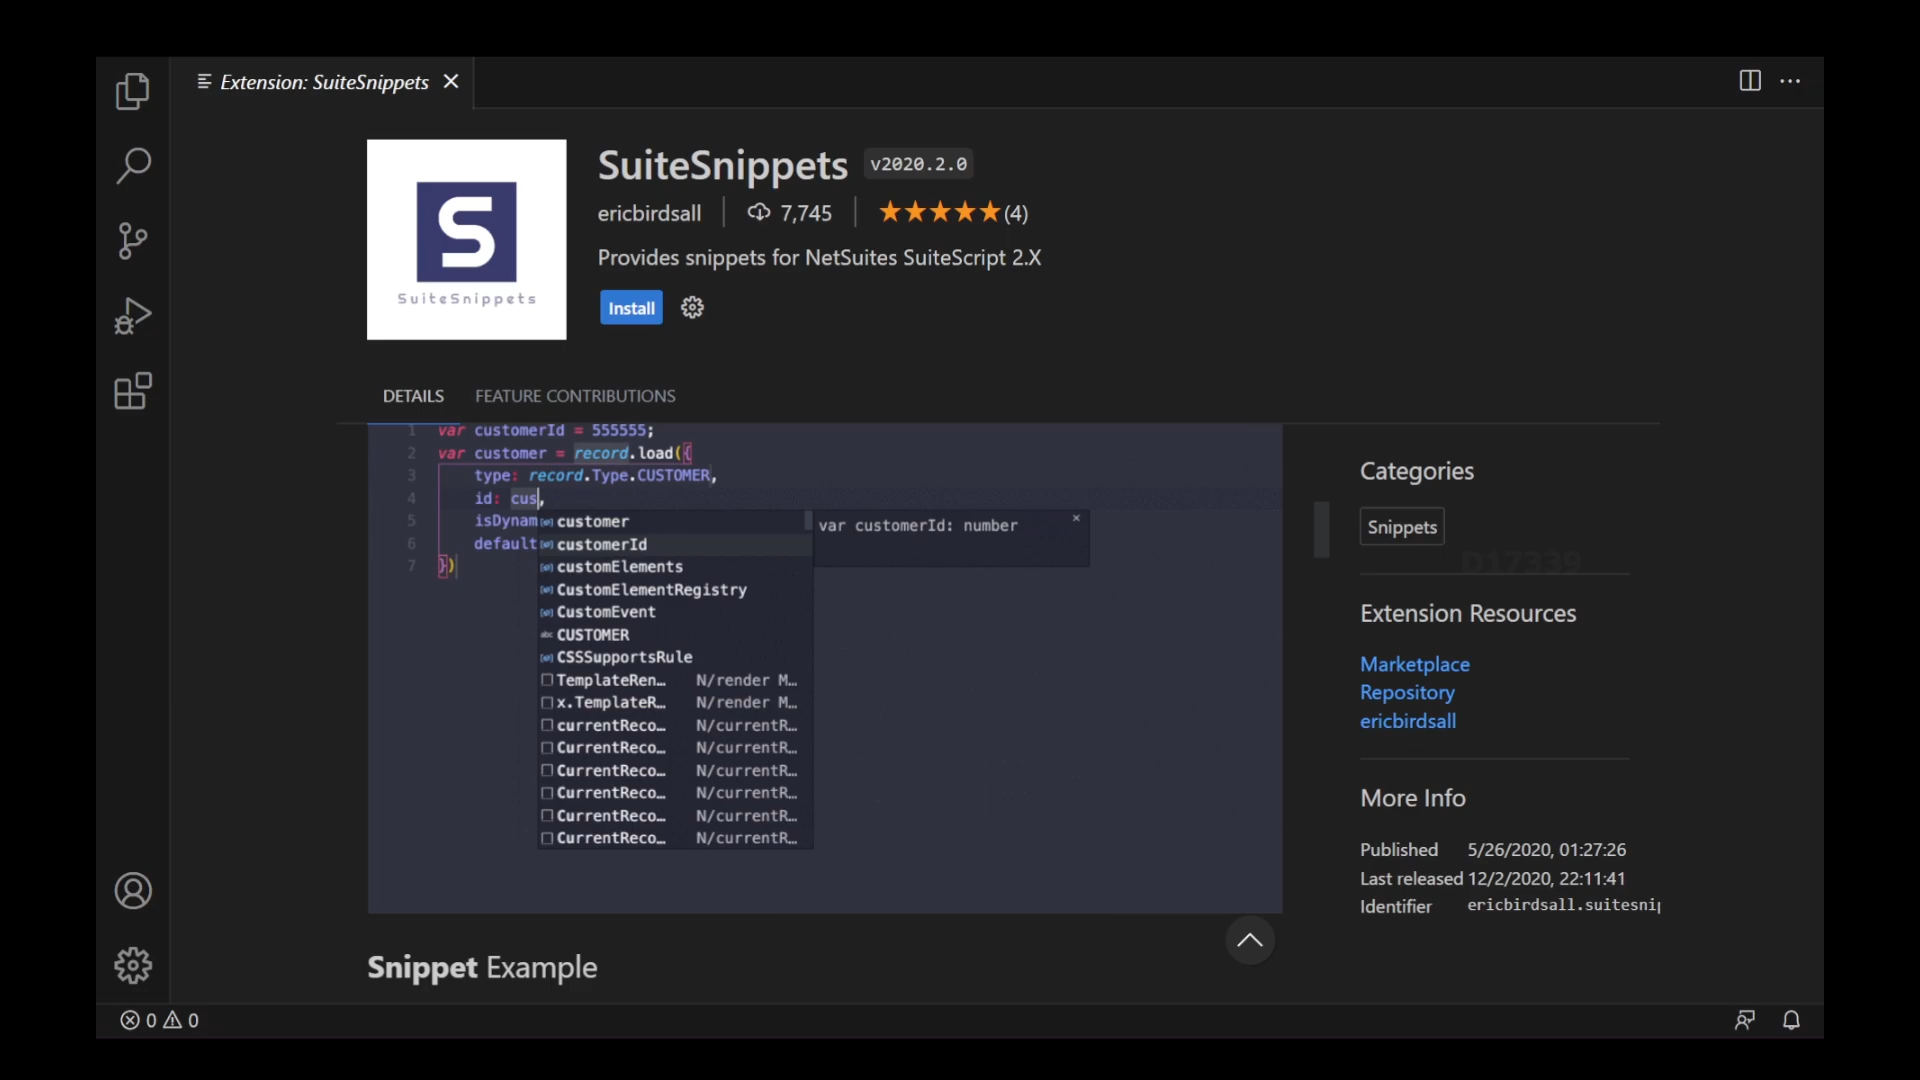 Extension: SuiteSnippets
SuiteSnippets v2020.2.0
ericbirdsall 7,745 (4)
Provides snippets for NetSuites SuiteScript 2.X
Install
S
SuiteSnippets
DETAILS FEATURE CONTRIBUTIONS
1 var customerId = 555555;
2 var customer = record.load({
3 type: record.Type.CUSTOMER,
4 id: cus,
5 isDynam
6 default
7 })
customer
customerId
customElements
CustomElementRegistry
CustomEvent
abc CUSTOMER
CSSSupportsRule
TemplateRen… N/render M…
x.TemplateR… N/render M…
currentReco… N/currentR…
CurrentReco… N/currentR…
CurrentReco… N/currentR…
CurrentReco… N/currentR…
CurrentReco… N/currentR…
CurrentReco… N/currentR…
var customerId: number
Snippet Example
Categories
Snippets
D17339
Extension Resources
Marketplace
Repository
ericbirdsall
More Info
Published 5/26/2020, 01:27:26
Last released 12/2/2020, 22:11:41
Identifier ericbirdsall.suitesnip
0 0